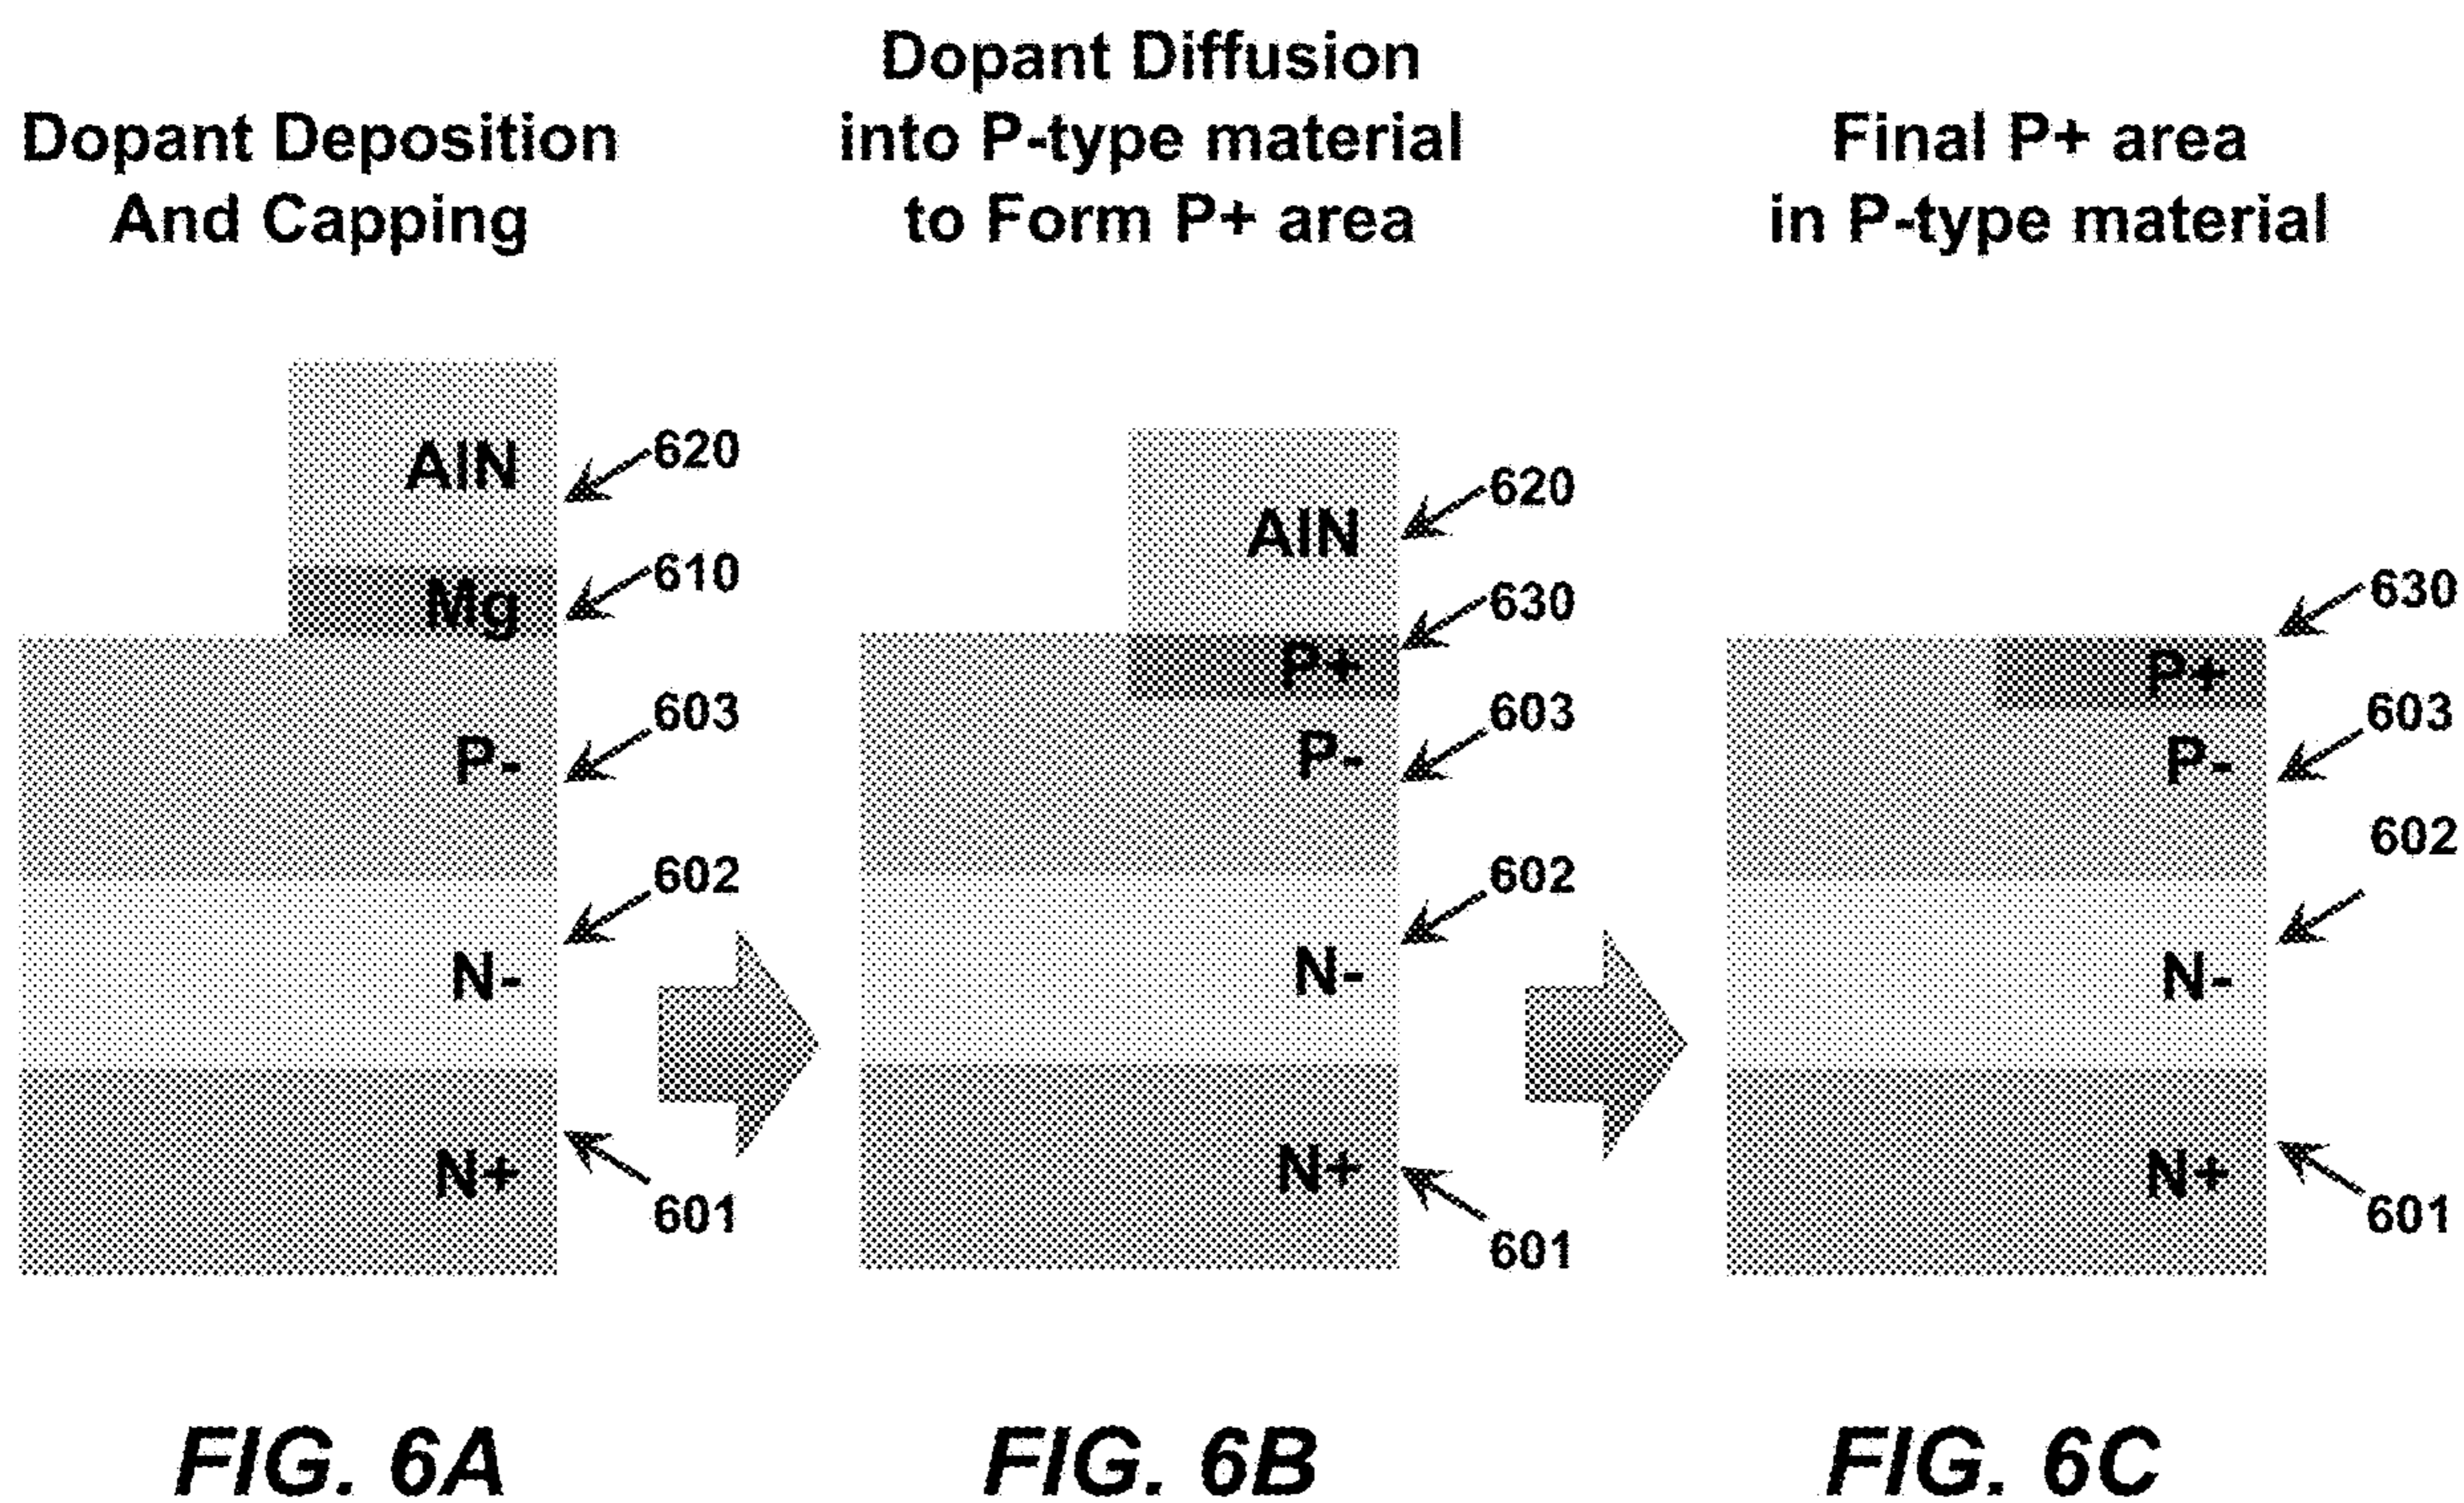 Dopant Deposition
And Capping
AlN
620
Mg
610
P-
603
N-
602
N+
601
FIG. 6A
Dopant Diffusion
into P-type material
to Form P+ area
AlN
620
P+
630
P-
603
N-
602
N+
601
FIG. 6B
Final P+ area
in P-type material
P+
630
P-
603
602
N-
N+
601
FIG. 6C